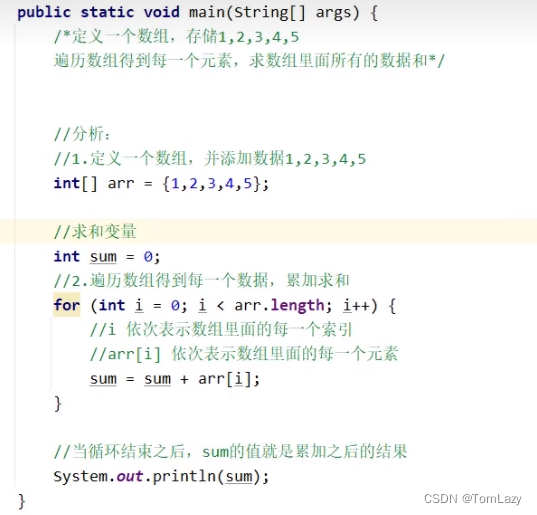 public static void main(String[] args) {
/*定义一个数组，存储1,2,3,4,5
遍历数组得到每一个元素，求数组里面所有的数据和*/
//分析：
//1.定义一个数组，并添加数据1,2,3,4,5
int[] arr = {1,2,3,4,5};
//求和变量
int sum = 0;
//2.遍历数组得到每一个数据，累加求和
for (int i = 0; i < arr.length; i++) {
//i 依次表示数组里面的每一个索引
//arr[i] 依次表示数组里面的每一个元素
sum = sum + arr[i];
}
//当循环结束之后，sum的值就是累加之后的结果
System.out.println(sum);
}
CSDN @TomLazy